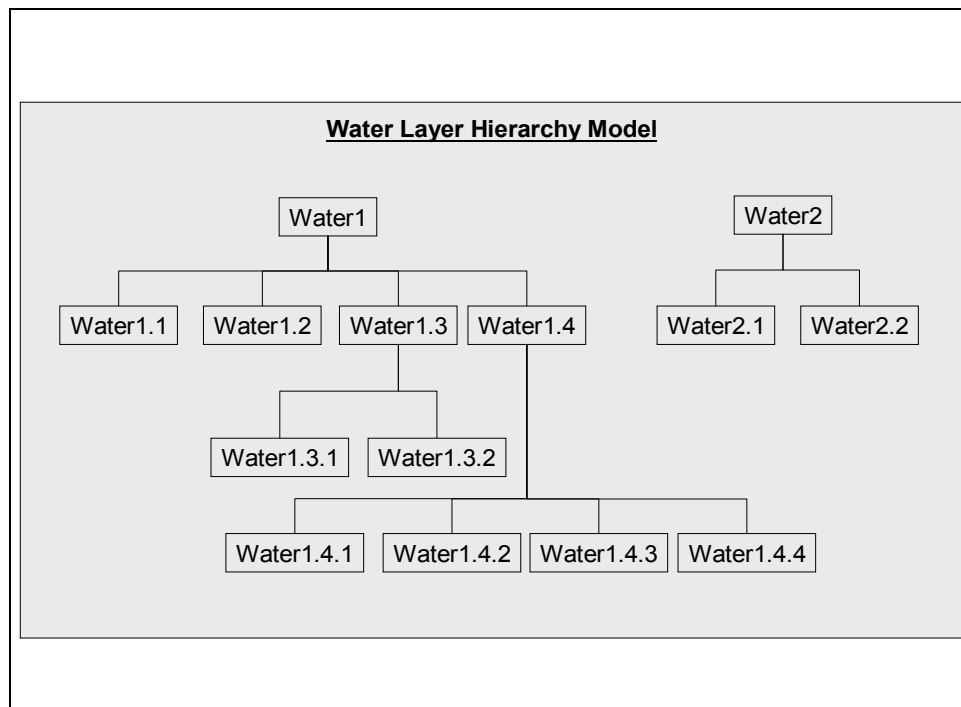 Water Layer Hierarchy Model
Water1
Water2
Water1.1
Water1.2
Water1.3
Water1.4
Water2.1
Water2.2
Water1.3.1
Water1.3.2
Water1.4.1
Water1.4.2
Water1.4.3
Water1.4.4